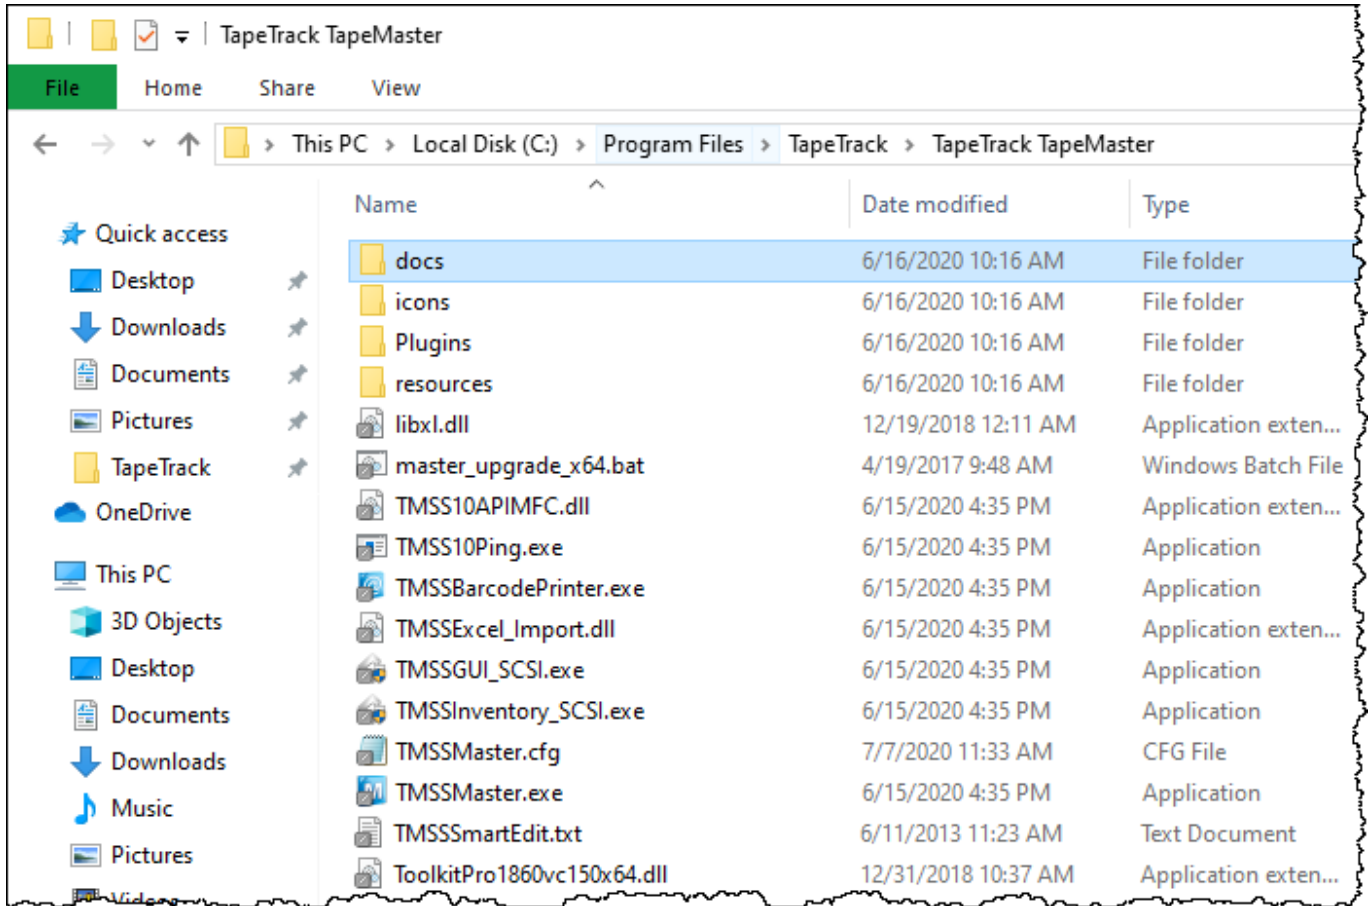 TapeTrack TapeMaster
File Home Share View
This PC > Local Disk (C:) > Program Files > TapeTrack > TapeTrack TapeMaster
Name Date modified Type
Quick access
Desktop
Downloads
Documents
Pictures
TapeTrack
OneDrive
This PC
3D Objects
Desktop
Documents
Downloads
Music
Pictures
Videos
docs 6/16/2020 10:16 AM File folder
icons 6/16/2020 10:16 AM File folder
Plugins 6/16/2020 10:16 AM File folder
resources 6/16/2020 10:16 AM File folder
libxl.dll 12/19/2018 12:11 AM Application exten...
master_upgrade_x64.bat 4/19/2017 9:48 AM Windows Batch File
TMSS10APIMFC.dll 6/15/2020 4:35 PM Application exten...
TMSS10Ping.exe 6/15/2020 4:35 PM Application
TMSSBarcodePrinter.exe 6/15/2020 4:35 PM Application
TMSSExcel_Import.dll 6/15/2020 4:35 PM Application exten...
TMSSGUI_SCSI.exe 6/15/2020 4:35 PM Application
TMSSInventory_SCSI.exe 6/15/2020 4:35 PM Application
TMSSMaster.cfg 7/7/2020 11:33 AM CFG File
TMSSMaster.exe 6/15/2020 4:35 PM Application
TMSSSmartEdit.txt 6/11/2013 11:23 AM Text Document
ToolkitPro1860vc150x64.dll 12/31/2018 10:37 AM Application exten...